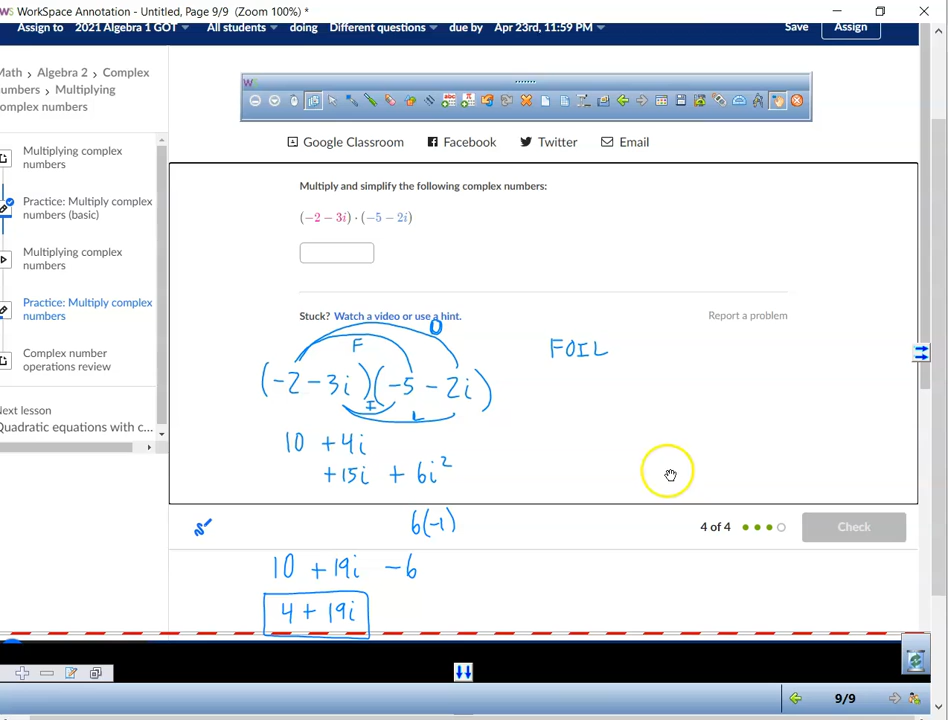 WS WorkSpace Annotation - Untitled, Page 9/9 (Zoom 100%) *
Assign to 2021 Algebra 1 GOT All students doing Different questions due by Apr 23rd, 11:59 PM Save Assign
Math > Algebra 2 > Complex
numbers > Multiplying
complex numbers
Multiplying complex
numbers
Practice: Multiply complex
numbers (basic)
Multiplying complex
numbers
Practice: Multiply complex
numbers
Complex number
operations review
Next lesson
Quadratic equations with c...
WS
abc
π
Google Classroom Facebook Twitter Email
Multiply and simplify the following complex numbers:
(−2 − 3i) · (−5 − 2i)
Stuck? Watch a video or use a hint.
Report a problem
O
F
FOIL
(-2 - 3i)(-5 - 2i)
I
L
10 + 4i
+ 15i + 6i²
6(-1)
4 of 4 Check
10 + 19i - 6
4 + 19i
9/9